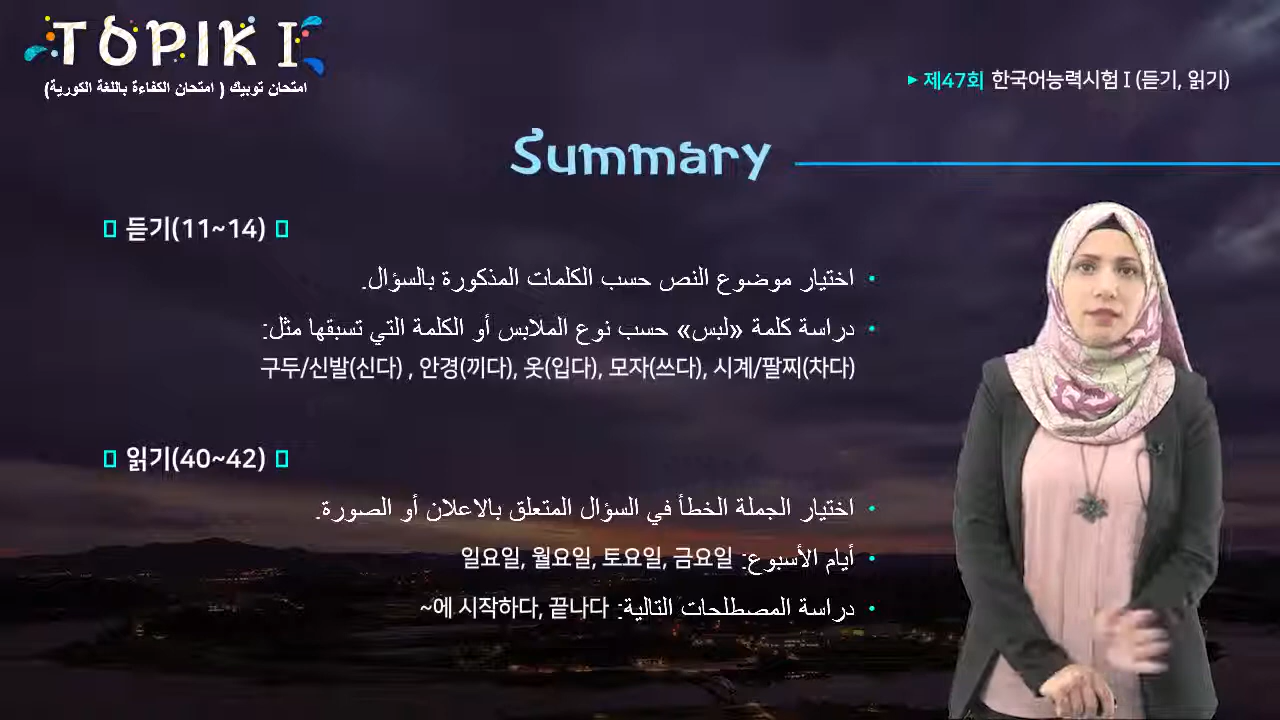 TOPIK I
امتحان توبيك ( امتحان الكفاءة باللغة الكورية)
▸ 제47회 한국어능력시험 I (듣기, 읽기)
Summary
듣기(11~14)
• اختيار موضوع النص حسب الكلمات المذكورة بالسؤال.
• دراسة كلمة «لبس» حسب نوع الملابس أو الكلمة التي تسبقها مثل:
구두/신발(신다) , 안경(끼다), 옷(입다), 모자(쓰다), 시계/팔찌(차다)
읽기(40~42)
• اختيار الجملة الخطأ في السؤال المتعلق بالاعلان أو الصورة.
• أيام الأسبوع: 일요일, 월요일, 토요일, 금요일
• دراسة المصطلحات التالية: ~에 시작하다, 끝나다